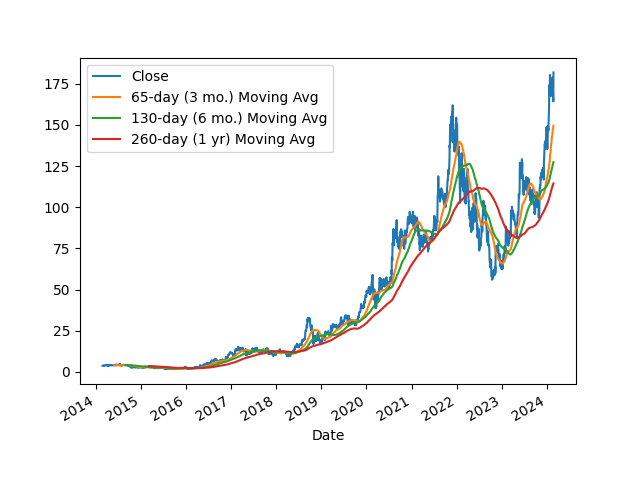 Close
65-day (3 mo.) Moving Avg
130-day (6 mo.) Moving Avg
260-day (1 yr) Moving Avg
175
150
125
100
75
50
25
0
2014 2015 2016 2017 2018 2019 2020 2021 2022 2023 2024
Date